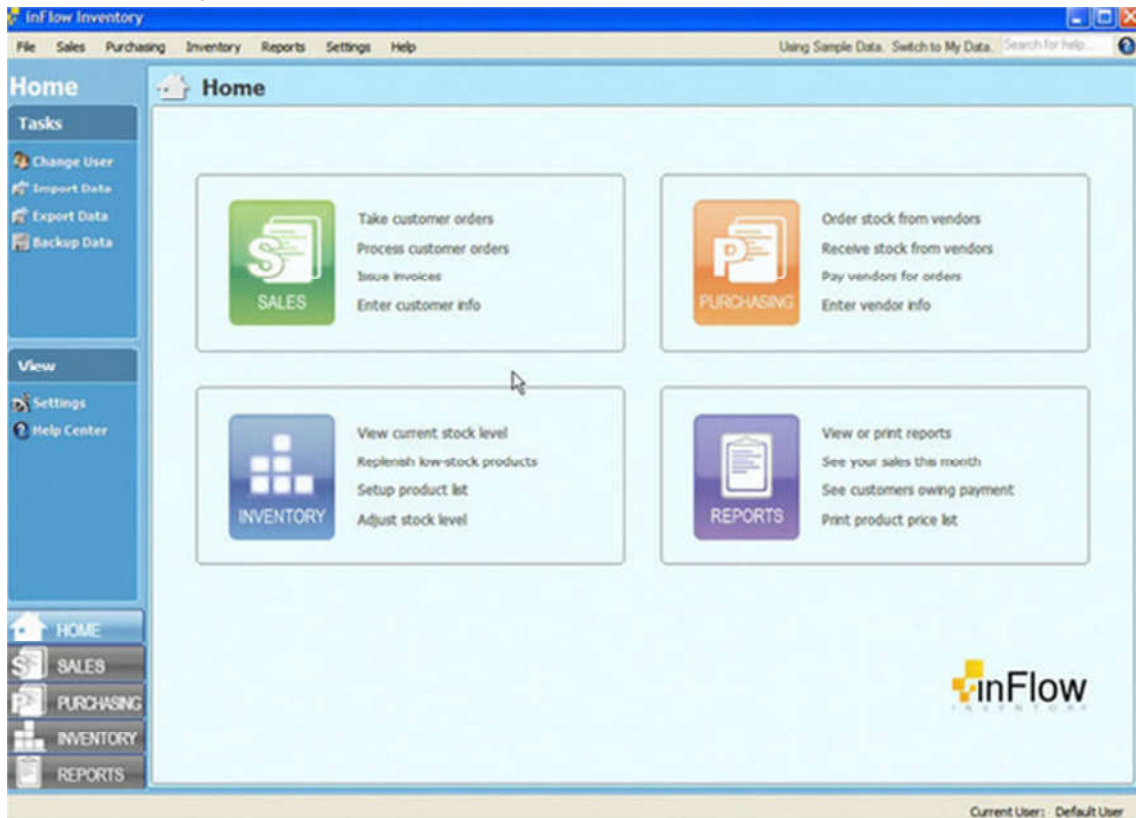 inFlow Inventory
File Sales Purchasing Inventory Reports Settings Help Using Sample Data. Switch to My Data. Search for help...
Home
Home
Tasks
Change User
Import Data
Export Data
Backup Data
View
Settings
Help Center
SALES
Take customer orders
Process customer orders
Issue invoices
Enter customer info
PURCHASING
Order stock from vendors
Receive stock from vendors
Pay vendors for orders
Enter vendor info
INVENTORY
View current stock level
Replenish low-stock products
Setup product list
Adjust stock level
REPORTS
View or print reports
See your sales this month
See customers owing payment
Print product price list
HOME
SALES
PURCHASING
INVENTORY
REPORTS
inFlow
INVENTORY
Current User: Default User